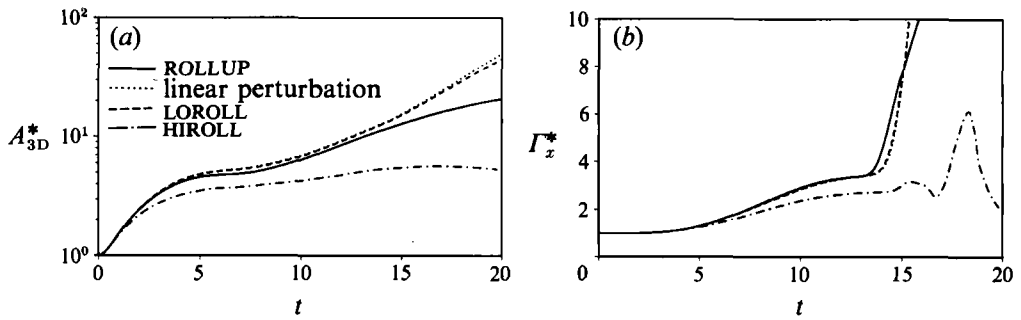 (a)
ROLLUP
linear perturbation
LOROLL
HIROLL
A*3D
10²
10¹
10⁰
0 5 10 15 20
t
(b)
Γ*x
10
8
6
4
2
0
5 10 15 20
t